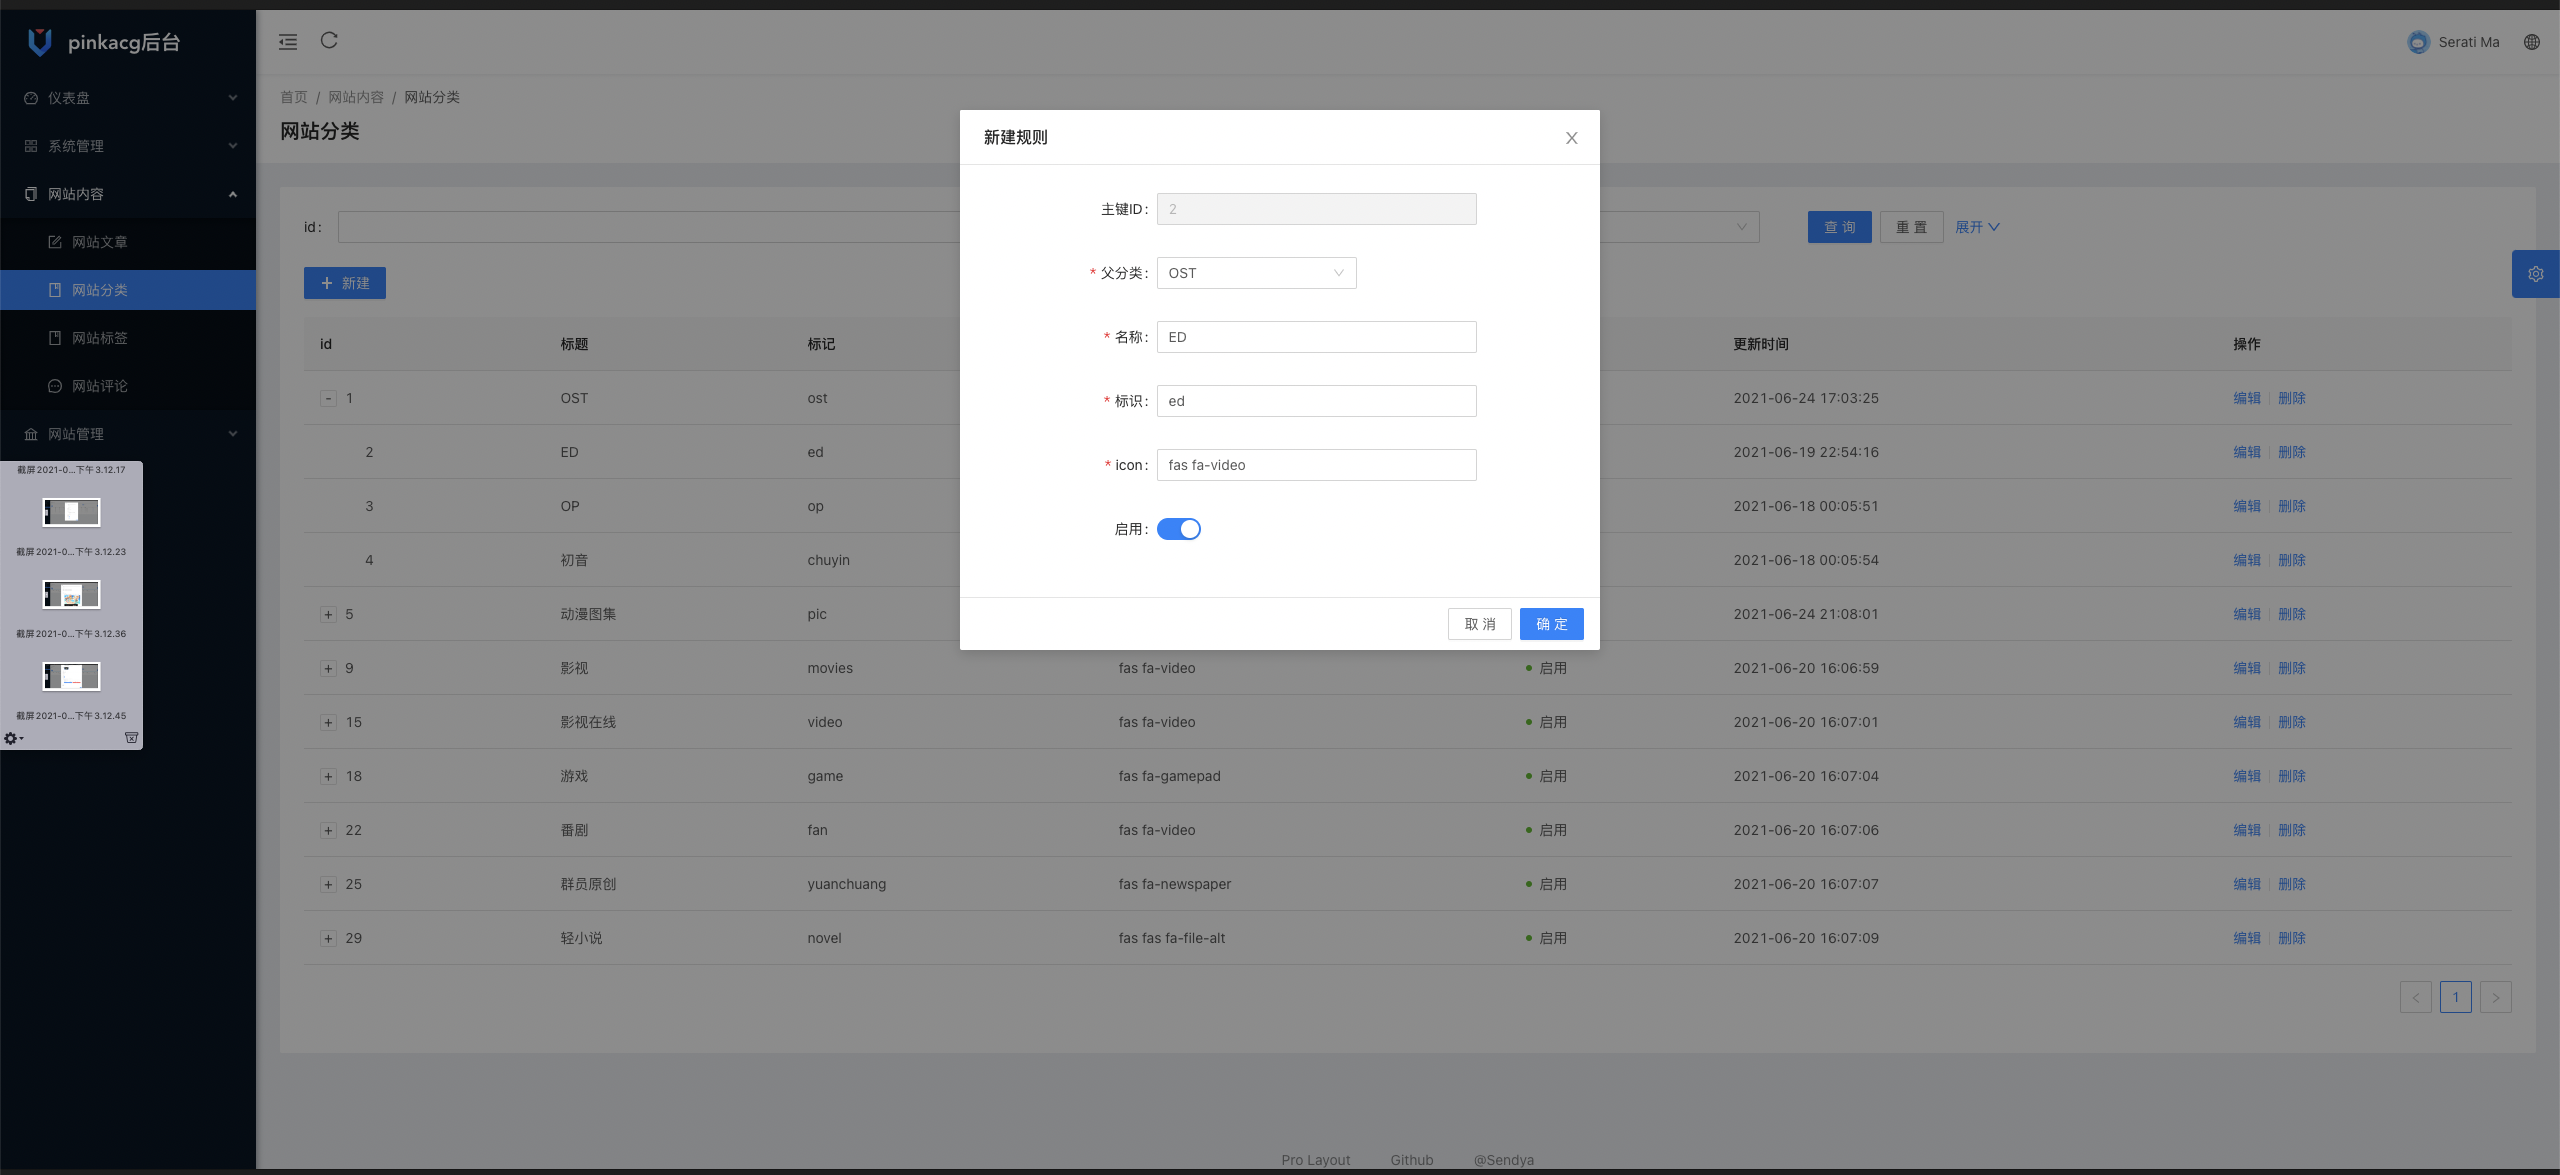 pinkacg后台
仪表盘
系统管理
网站内容
网站文章
网站分类
网站标签
网站评论
网站管理
截屏2021-0...下午3.12.17
截屏2021-0...下午3.12.23
截屏2021-0...下午3.12.36
截屏2021-0...下午3.12.45
Serati Ma
首页 / 网站内容 / 网站分类
网站分类
id:
查 询
重 置
展开
+ 新建
id 标题 标记 更新时间 操作
- 1 OST ost 2021-06-24 17:03:25 编辑 删除
2 ED ed 2021-06-19 22:54:16 编辑 删除
3 OP op 2021-06-18 00:05:51 编辑 删除
4 初音 chuyin 2021-06-18 00:05:54 编辑 删除
+ 5 动漫图集 pic 2021-06-24 21:08:01 编辑 删除
+ 9 影视 movies fas fa-video 启用 2021-06-20 16:06:59 编辑 删除
+ 15 影视在线 video fas fa-video 启用 2021-06-20 16:07:01 编辑 删除
+ 18 游戏 game fas fa-gamepad 启用 2021-06-20 16:07:04 编辑 删除
+ 22 番剧 fan fas fa-video 启用 2021-06-20 16:07:06 编辑 删除
+ 25 群员原创 yuanchuang fas fa-newspaper 启用 2021-06-20 16:07:07 编辑 删除
+ 29 轻小说 novel fas fas fa-file-alt 启用 2021-06-20 16:07:09 编辑 删除
< 1 >
Pro Layout Github @Sendya
新建规则
主键ID: 2
* 父分类: OST
* 名称: ED
* 标识: ed
* icon: fas fa-video
启用:
取 消
确 定